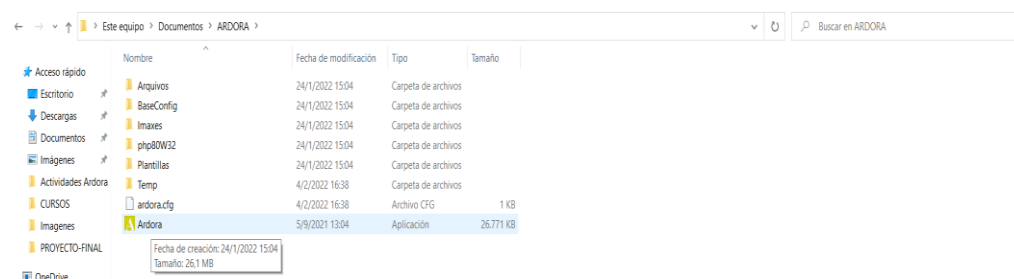 Este equipo > Documentos > ARDORA >
Buscar en ARDORA
Nombre Fecha de modificación Tipo Tamaño
Acceso rápido
Escritorio
Descargas
Documentos
Imágenes
Actividades Ardora
CURSOS
Imagenes
PROYECTO-FINAL
OneDrive
Arquivos 24/1/2022 15:04 Carpeta de archivos
BaseConfig 24/1/2022 15:04 Carpeta de archivos
Imaxes 24/1/2022 15:04 Carpeta de archivos
php80W32 24/1/2022 15:04 Carpeta de archivos
Plantillas 24/1/2022 15:04 Carpeta de archivos
Temp 4/2/2022 16:38 Carpeta de archivos
ardora.cfg 4/2/2022 16:38 Archivo CFG 1 KB
Ardora 5/9/2021 13:04 Aplicación 26.771 KB
Fecha de creación: 24/1/2022 15:04
Tamaño: 26,1 MB